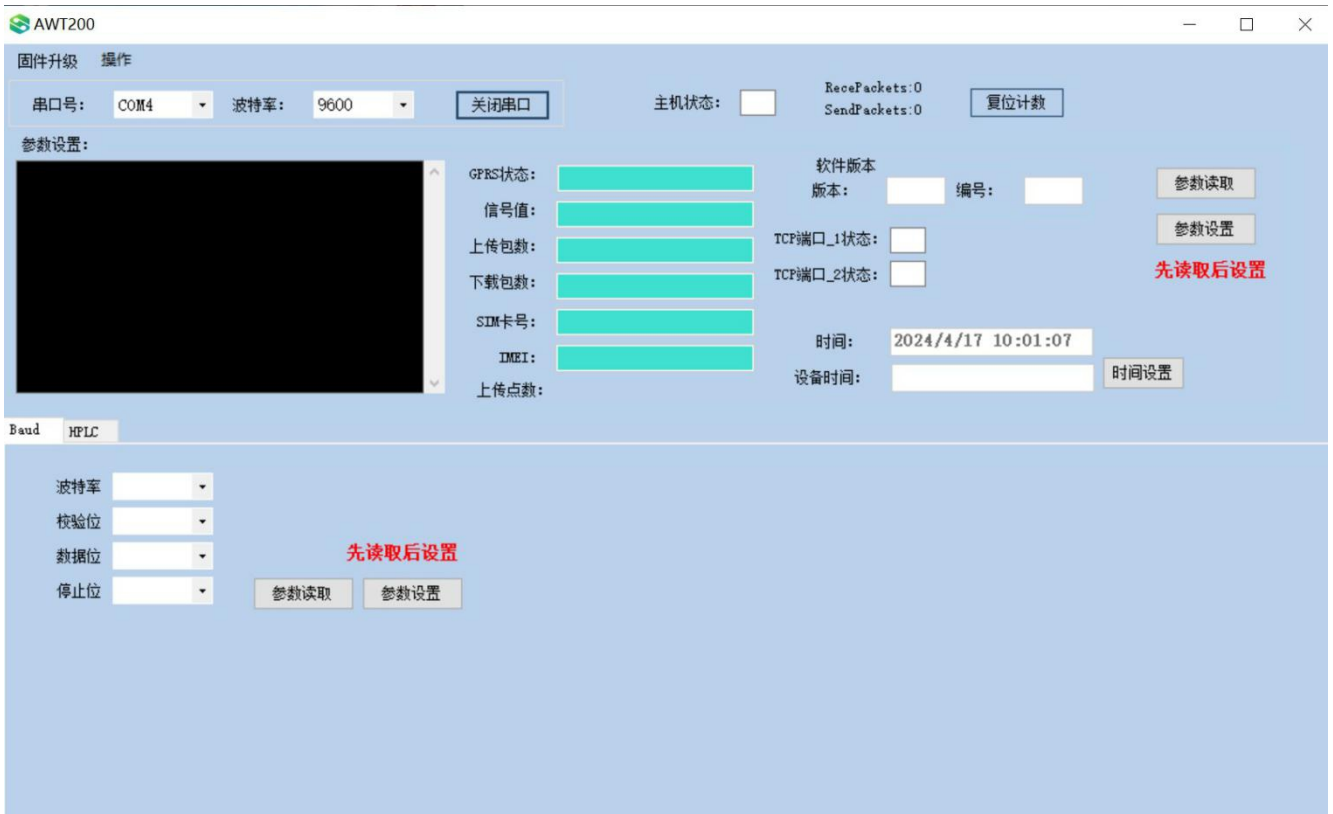 AWT200
固件升级 操作
串口号： COM4 波特率： 9600 关闭串口 主机状态： RecePackets:0 复位计数
SendPackets:0
参数设置：
GPRS状态：
信号值：
上传包数：
下载包数：
SIM卡号：
IMEI：
上传点数：
软件版本
版本： 编号：
TCP端口_1状态：
TCP端口_2状态：
时间： 2024/4/17 10:01:07
设备时间： 时间设置
参数读取
参数设置
先读取后设置
Baud HPLC
波特率
校验位
数据位
停止位
先读取后设置
参数读取 参数设置